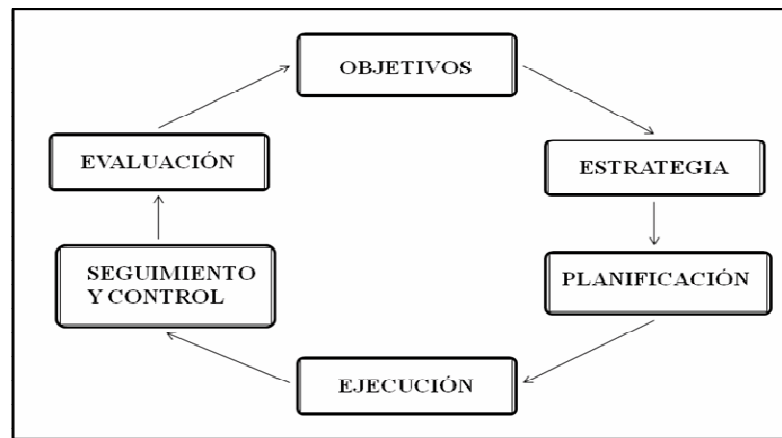 OBJETIVOS
ESTRATEGIA
PLANIFICACIÓN
EJECUCIÓN
SEGUIMIENTO
Y CONTROL
EVALUACIÓN